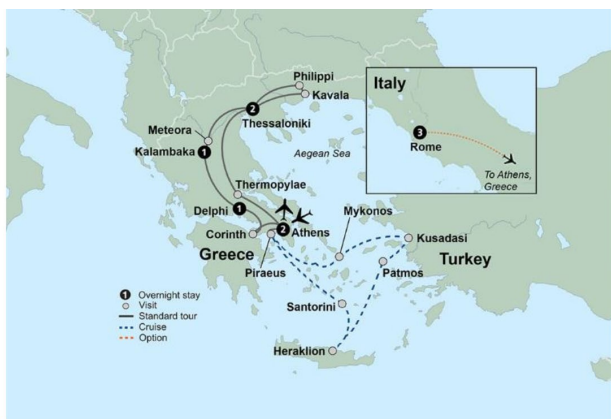 Philippi
Kavala
2
Thessaloniki
Meteora
Kalambaka
1
Aegean Sea
Italy
3
Rome
To Athens,
Greece
Thermopylae
Delphi
1
Mykonos
Corinth
2
Athens
Kusadasi
Greece
Piraeus
Patmos
Turkey
Santorini
Heraklion
1 Overnight stay
Visit
Standard tour
Cruise
Option